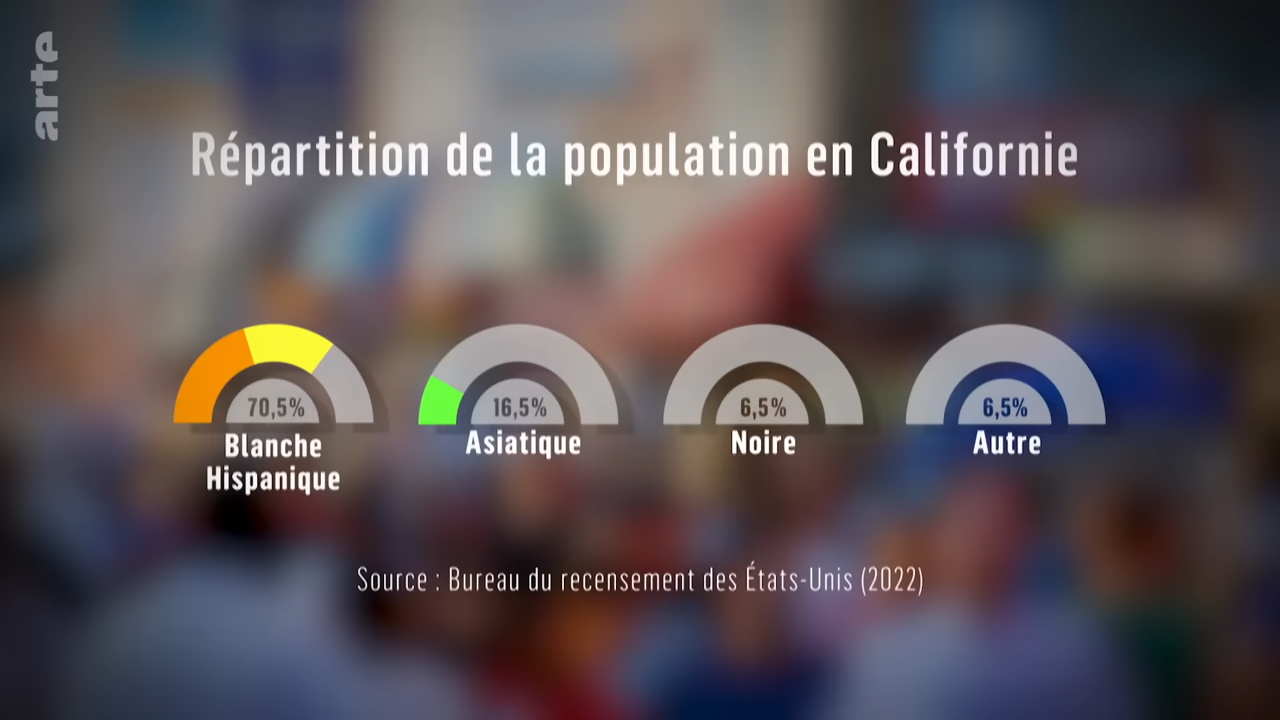 arte
Répartition de la population en Californie
70,5%
Blanche
Hispanique
16,5%
Asiatique
6,5%
Noire
6,5%
Autre
Source : Bureau du recensement des États-Unis (2022)